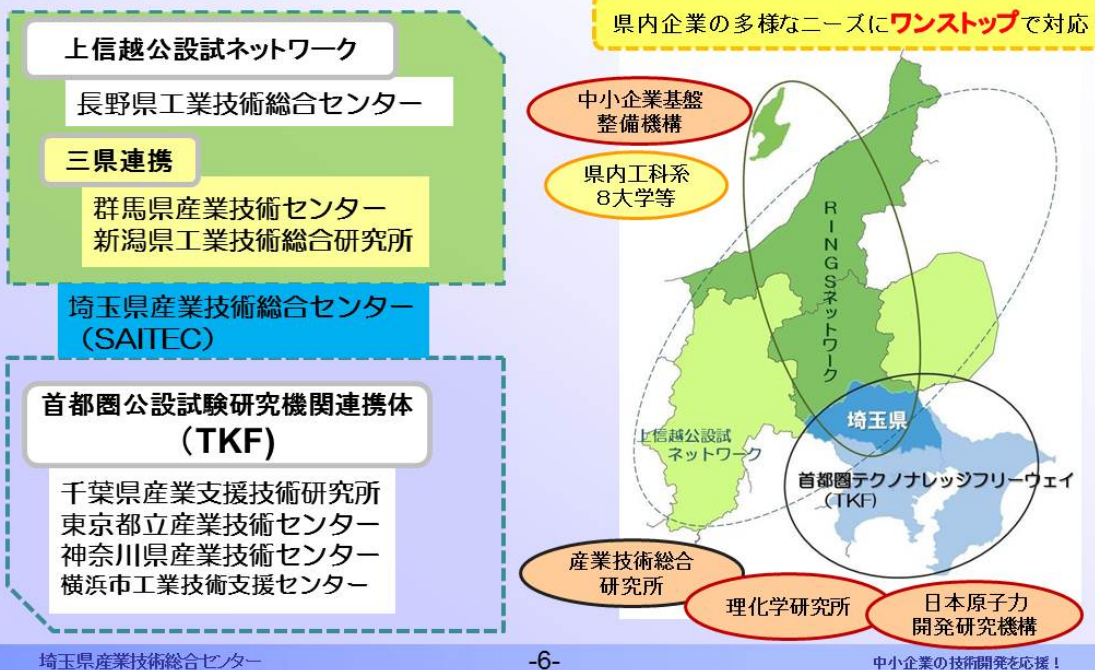 上信越公設試ネットワーク
長野県工業技術総合センター
三県連携
群馬県産業技術センター
新潟県工業技術総合研究所
埼玉県産業技術総合センター
(SAITEC)
首都圏公設試験研究機関連携体
(TKF)
千葉県産業支援技術研究所
東京都立産業技術センター
神奈川県産業技術センター
横浜市工業技術支援センター
県内企業の多様なニーズにワンストップで対応
中小企業基盤
整備機構
県内工科系
8大学等
RINGSネットワーク
上信越公設試
ネットワーク
埼玉県
首都圏テクノナレッジフリーウェイ
(TKF)
産業技術総合
研究所
理化学研究所
日本原子力
開発研究機構
埼玉県産業技術総合センター
-6-
中小企業の技術開発を応援!